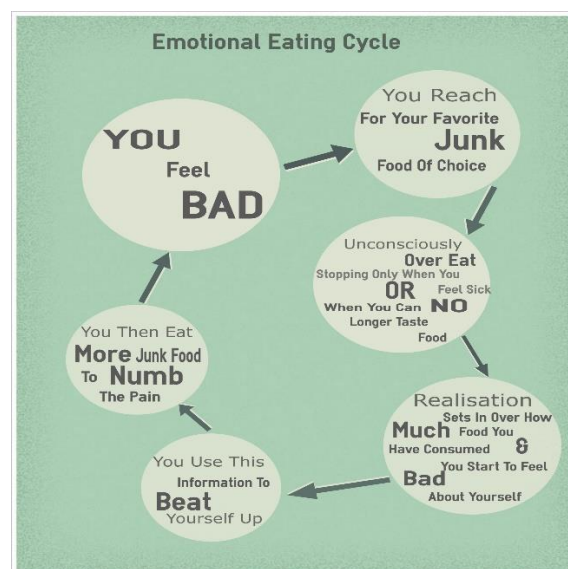 Emotional Eating Cycle
YOU
Feel
BAD
You Reach
For Your Favorite
Junk
Food Of Choice
Unconsciously
Over Eat
Stopping Only When You
OR Feel Sick
When You Can NO
Longer Taste
Food
Realisation
Sets In Over How
Much Food You
Have Consumed &
You Start To Feel
Bad
About Yourself
You Use This
Information To
Beat
Yourself Up
You Then Eat
More Junk Food
To Numb
The Pain